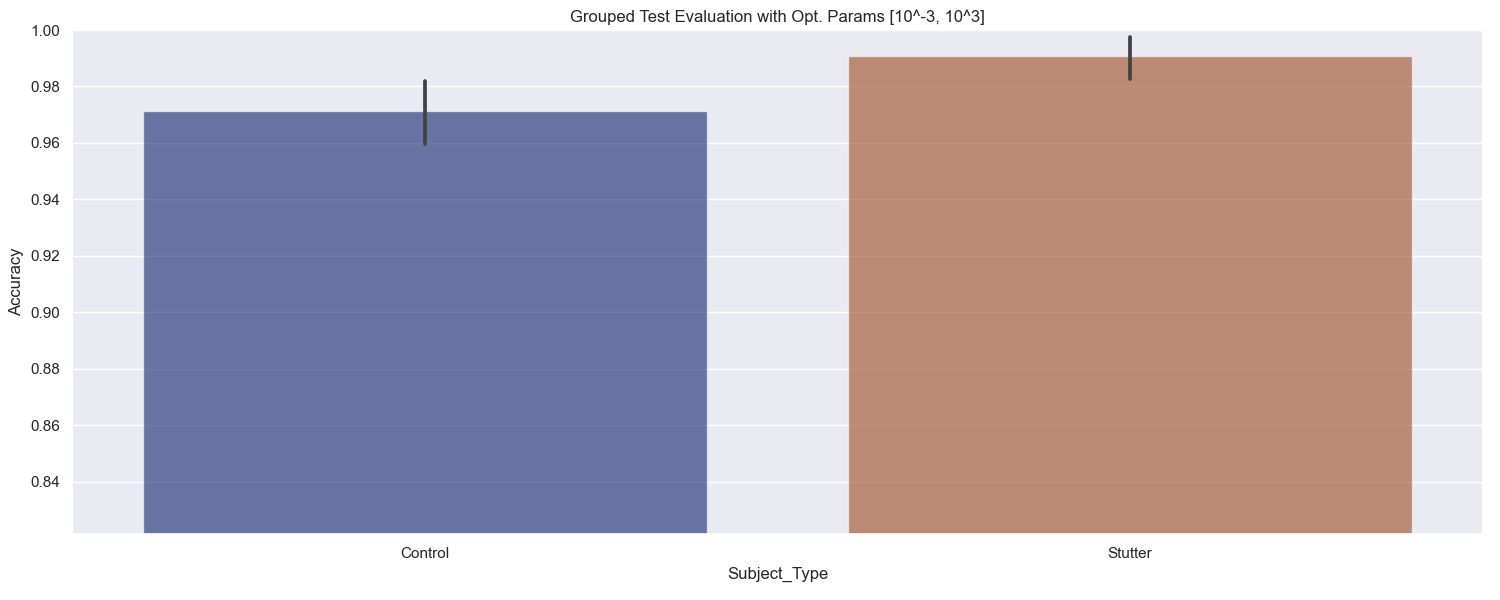 Grouped Test Evaluation with Opt. Params [10^-3, 10^3]
1.00
0.98
0.96
0.94
0.92
0.90
0.88
0.86
0.84
Accuracy
Control
Stutter
Subject_Type